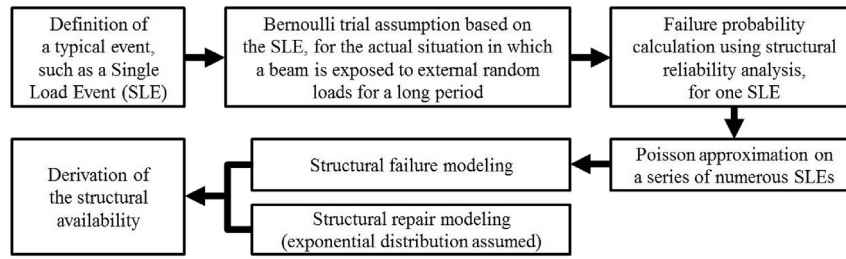 Definition of
a typical event,
such as a Single
Load Event (SLE)
Bernoulli trial assumption based on
the SLE, for the actual situation in which
a beam is exposed to external random
loads for a long period
Failure probability
calculation using structural
reliability analysis,
for one SLE
Poisson approximation on
a series of numerous SLEs
Structural failure modeling
Structural repair modeling
(exponential distribution assumed)
Derivation of
the structural
availability